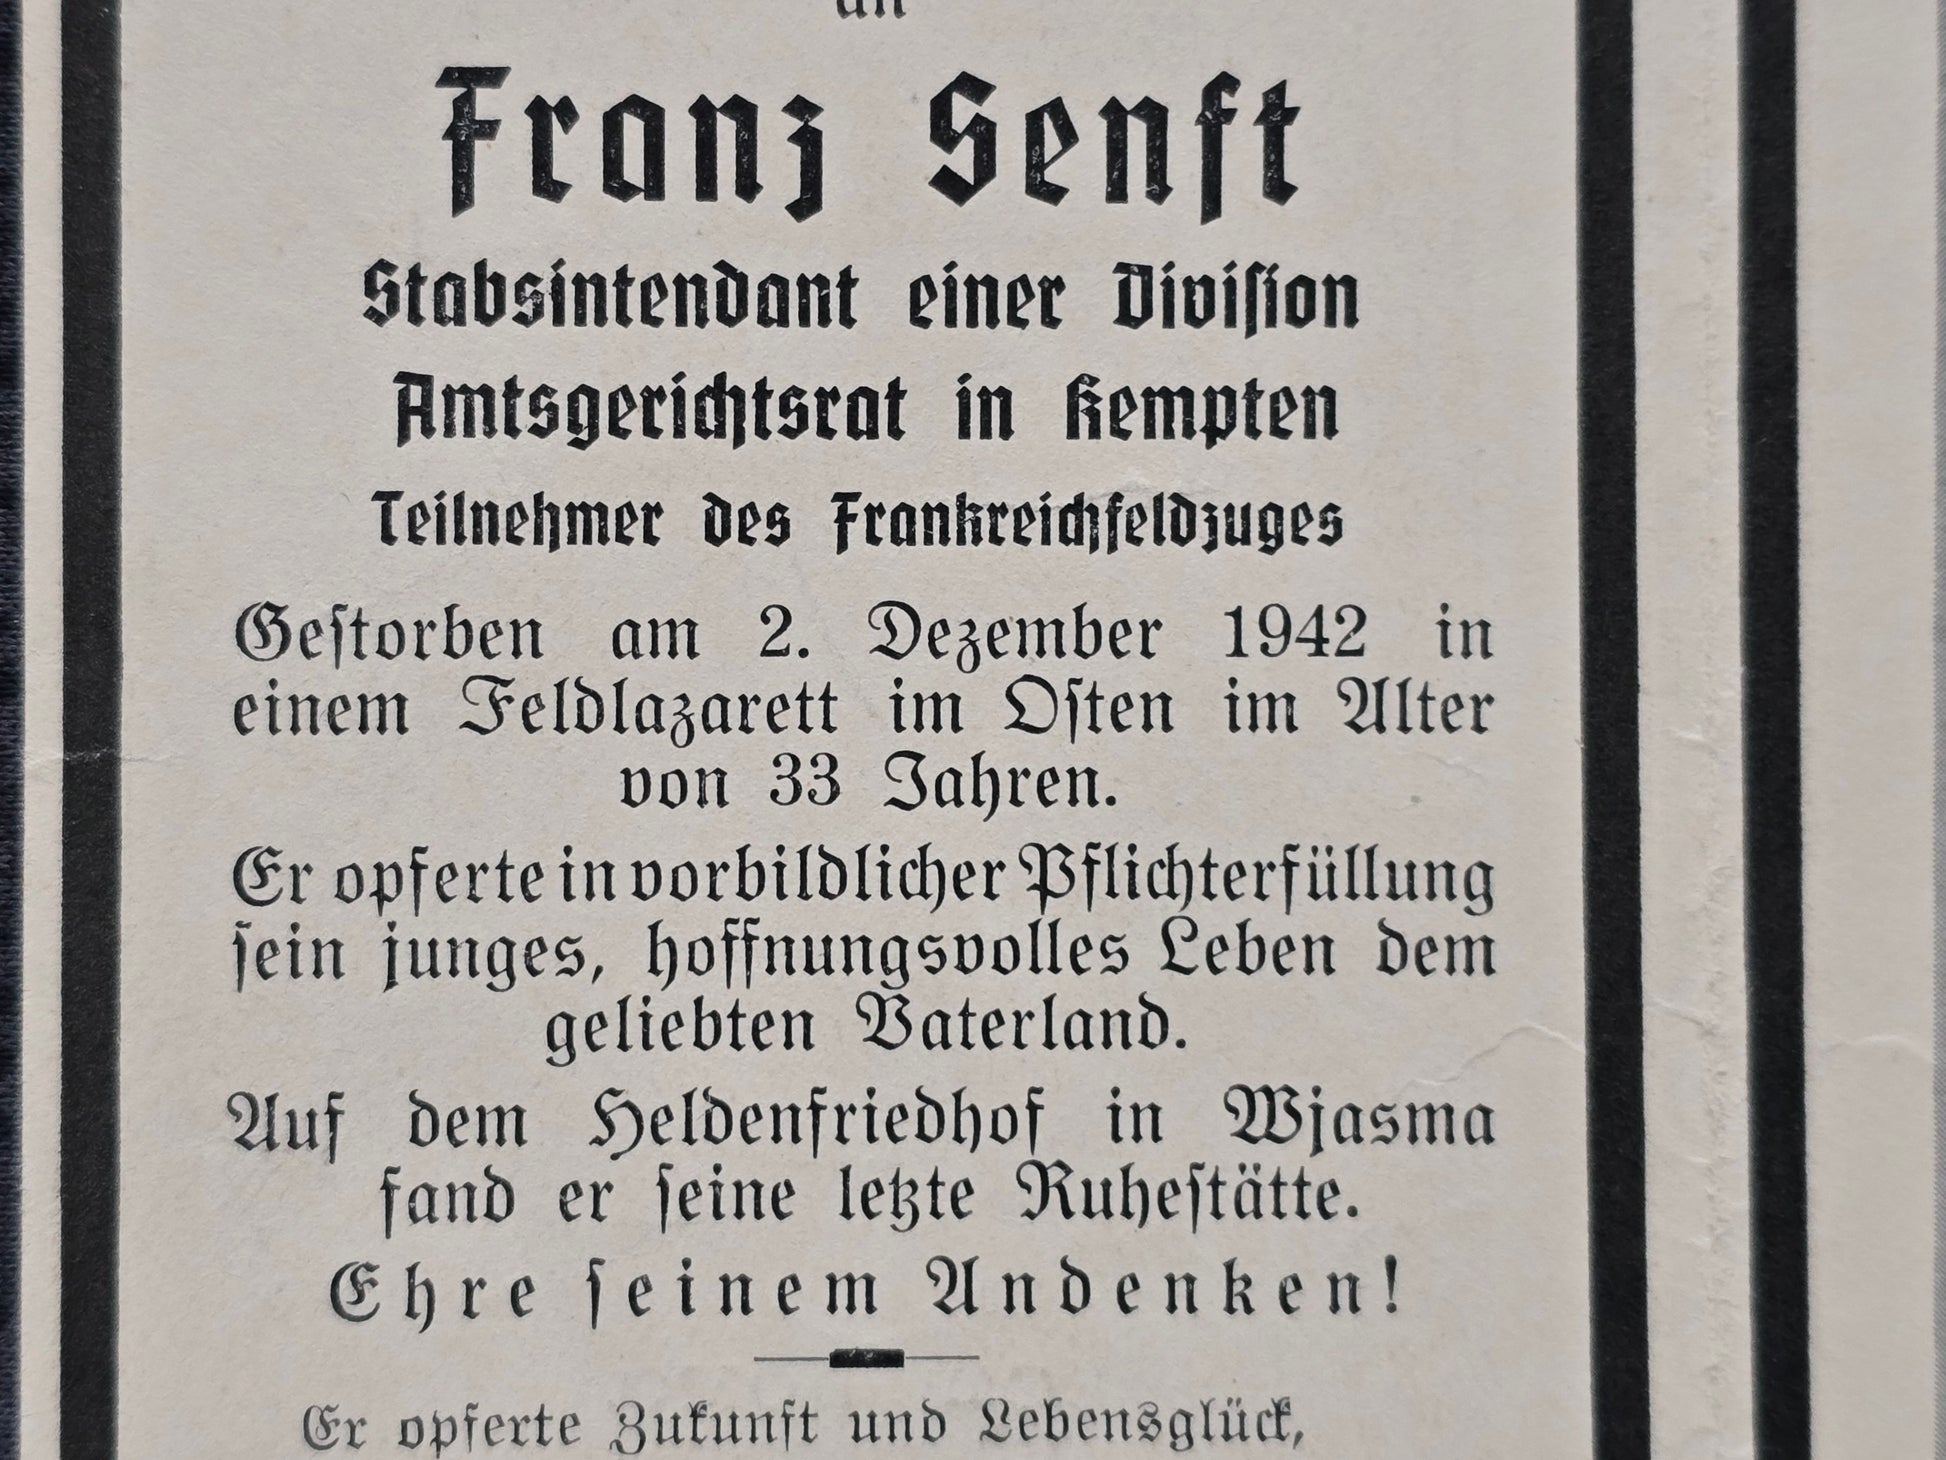 an
Franz Senft
Stabsintendant einer Diviſion
Amtsgerichtsrat in Kempten
Teilnehmer des Frankreichfeldzuges
Geſtorben am 2. Dezember 1942 in
einem Feldlazarett im Oſten im Alter
von 33 Jahren.
Er opferte in vorbildlicher Pflichterfüllung
ſein junges, hoffnungsvolles Leben dem
geliebten Vaterland.
Auf dem Heldenfriedhof in Wjasma
fand er ſeine letzte Ruheſtätte.
Ehre ſeinem Andenken!
Er opferte Zukunft und Lebensglück,